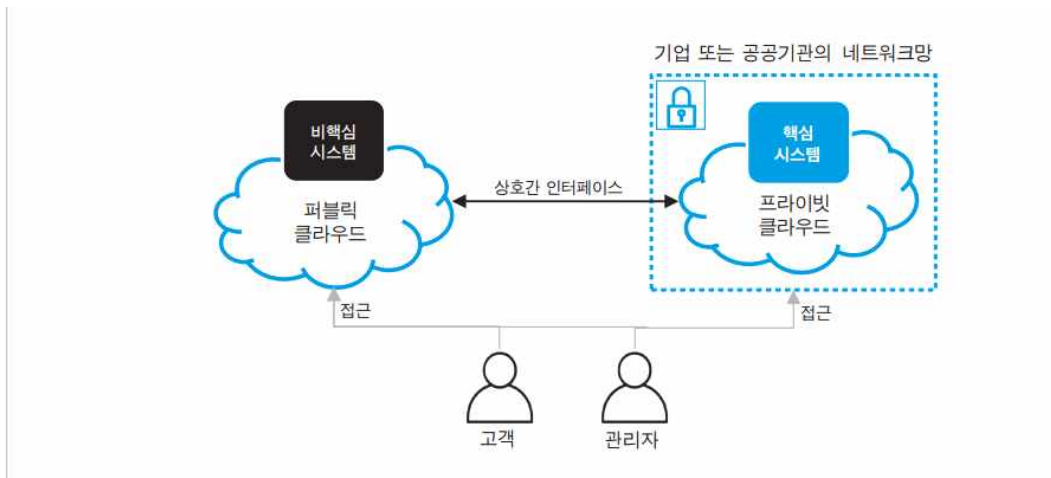 기업 또는 공공기관의 네트워크망
비핵심
시스템
핵심
시스템
상호간 인터페이스
퍼블릭
클라우드
프라이빗
클라우드
접근
접근
고객
관리자